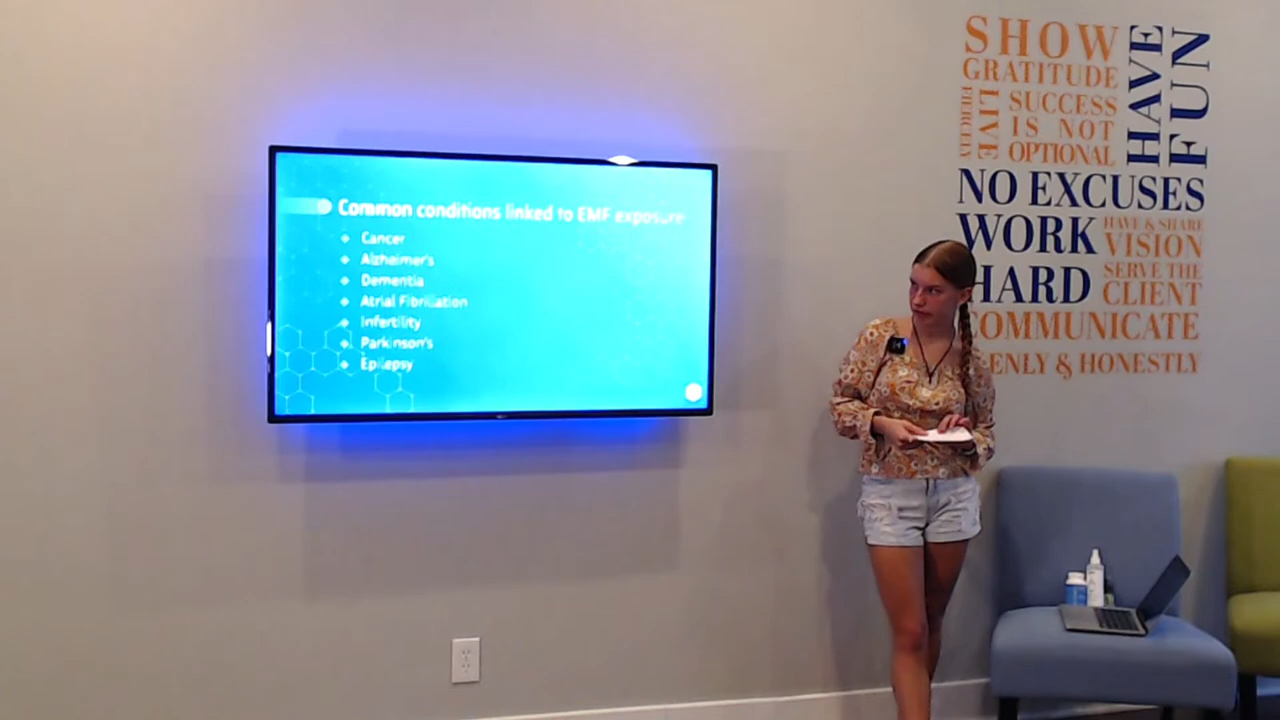 Common conditions linked to EMF exposure
Cancer
Alzheimer's
Dementia
Atrial Fibrillation
Infertility
Parkinson's
Epilepsy
SHOW
GRATITUDE
LIVE
FIERCELY
SUCCESS
IS NOT
OPTIONAL
HAVE
FUN
NO EXCUSES
WORK
HARD
HAVE & SHARE
VISION
SERVE THE
CLIENT
COMMUNICATE
ENLY & HONESTLY